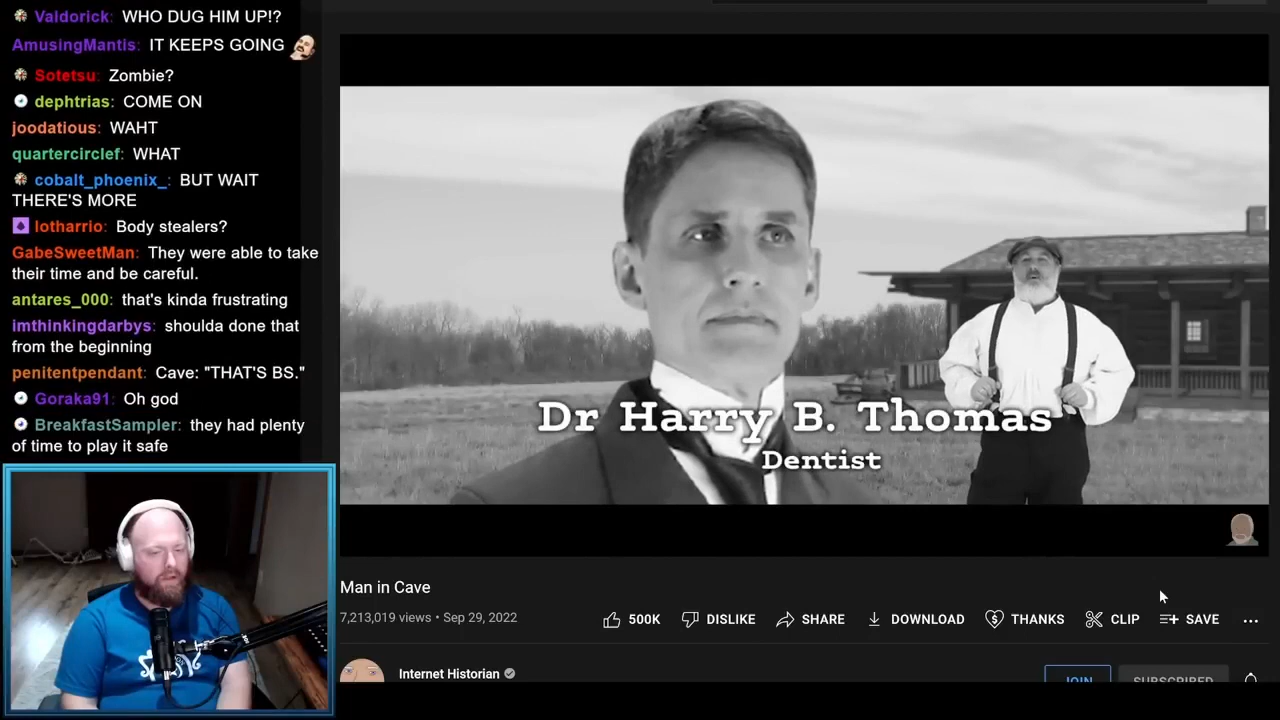 Valdorick: WHO DUG HIM UP!?
AmusingMantis: IT KEEPS GOING
Sotetsu: Zombie?
dephtrias: COME ON
joodatious: WAHT
quartercirclef: WHAT
cobalt_phoenix_: BUT WAIT
THERE'S MORE
lotharrio: Body stealers?
GabeSweetMan: They were able to take
their time and be careful.
antares_000: that's kinda frustrating
imthinkingdarbys: shoulda done that
from the beginning
penitentpendant: Cave: "THAT'S BS."
Goraka91: Oh god
BreakfastSampler: they had plenty
of time to play it safe
Dr Harry B. Thomas
Dentist
Man in Cave
7,213,019 views • Sep 29, 2022
500K
DISLIKE
SHARE
DOWNLOAD
THANKS
CLIP
SAVE
Internet Historian
JOIN
SUBSCRIBED